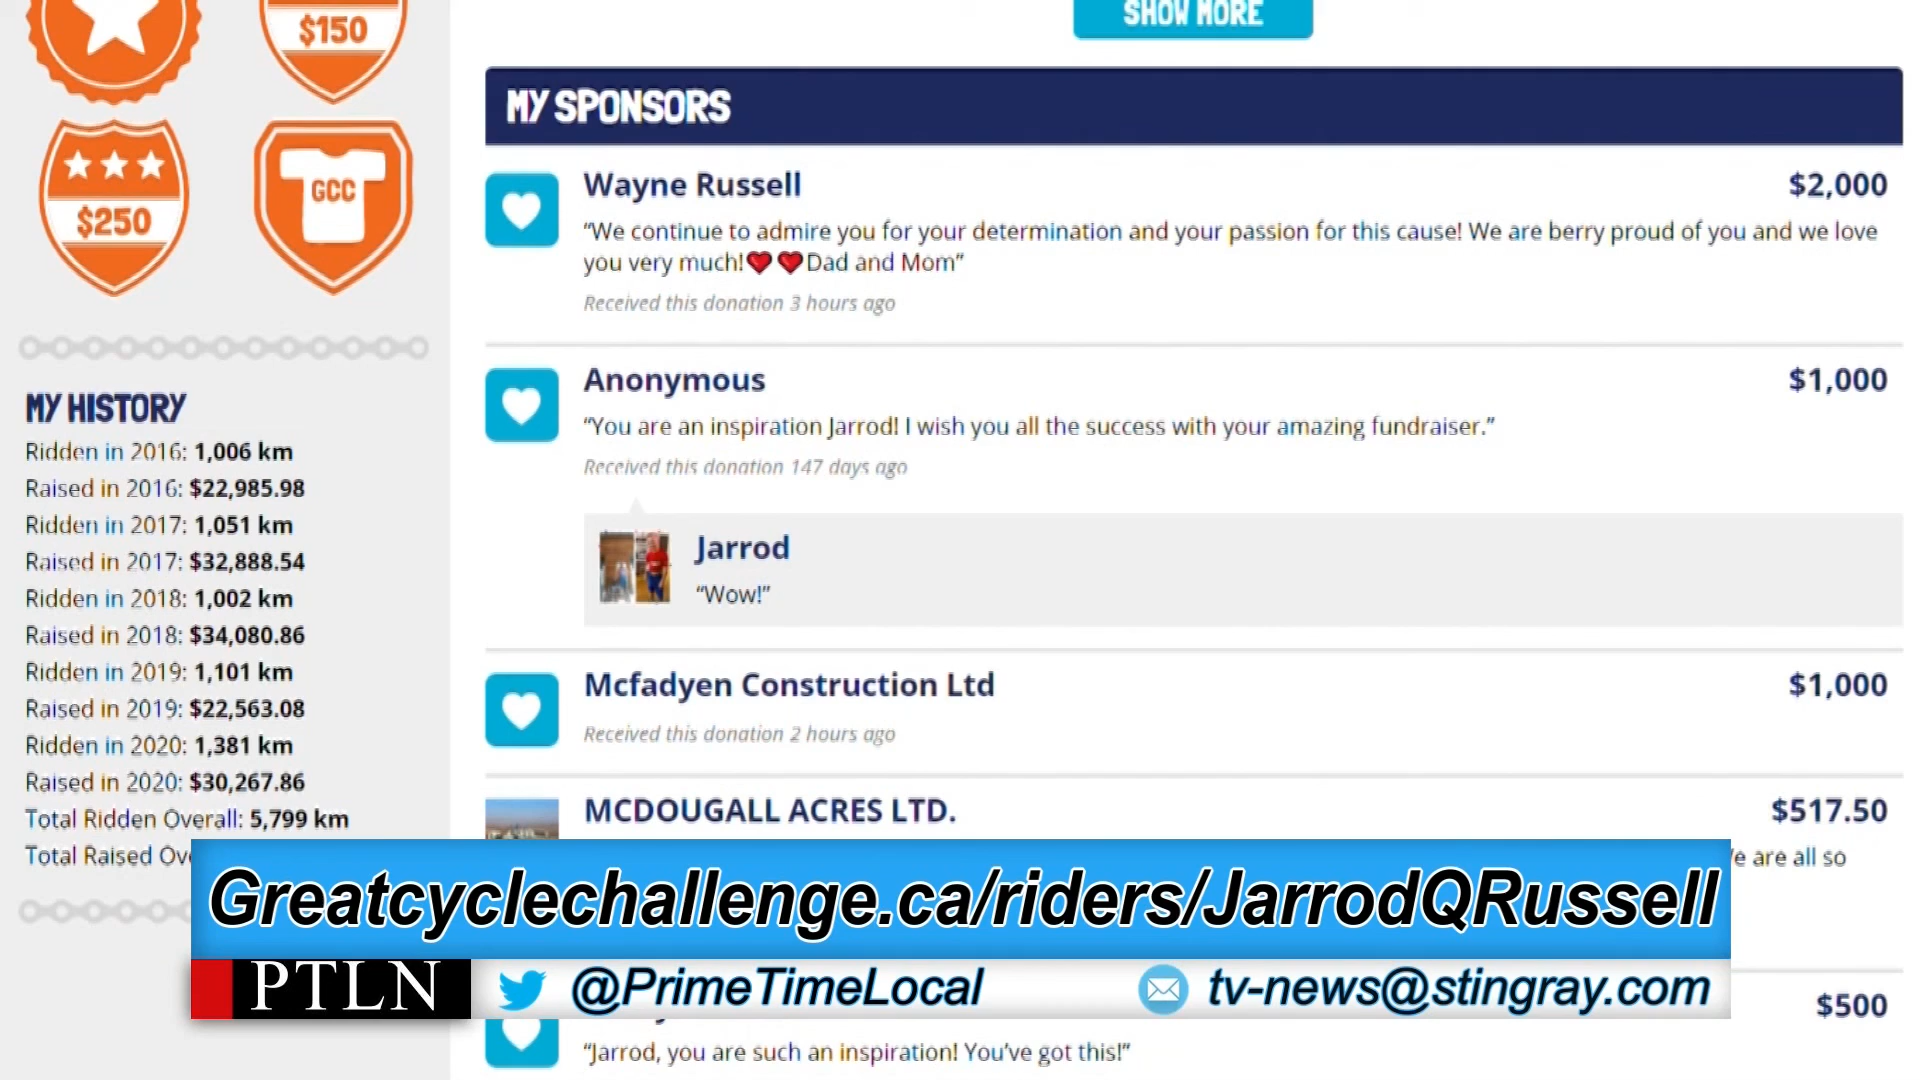 $150
$250
GCC
MY HISTORY
Ridden in 2016: 1,006 km
Raised in 2016: $22,985.98
Ridden in 2017: 1,051 km
Raised in 2017: $32,888.54
Ridden in 2018: 1,002 km
Raised in 2018: $34,080.86
Ridden in 2019: 1,101 km
Raised in 2019: $22,563.08
Ridden in 2020: 1,381 km
Raised in 2020: $30,267.86
Total Ridden Overall: 5,799 km
Total Raised
SHOW MORE
MY SPONSORS
Wayne Russell $2,000
“We continue to admire you for your determination and your passion for this cause! We are berry proud of you and we love
you very much!❤❤Dad and Mom”
Received this donation 3 hours ago
Anonymous $1,000
“You are an inspiration Jarrod! I wish you all the success with your amazing fundraiser.”
Received this donation 147 days ago
Jarrod
“Wow!”
Mcfadyen Construction Ltd $1,000
Received this donation 2 hours ago
MCDOUGALL ACRES LTD. $517.50
are all so
$500
“Jarrod, you are such an inspiration! You’ve got this!”
Greatcyclechallenge.ca/riders/JarrodQRussell
PTLN @PrimeTimeLocal tv-news@stingray.com